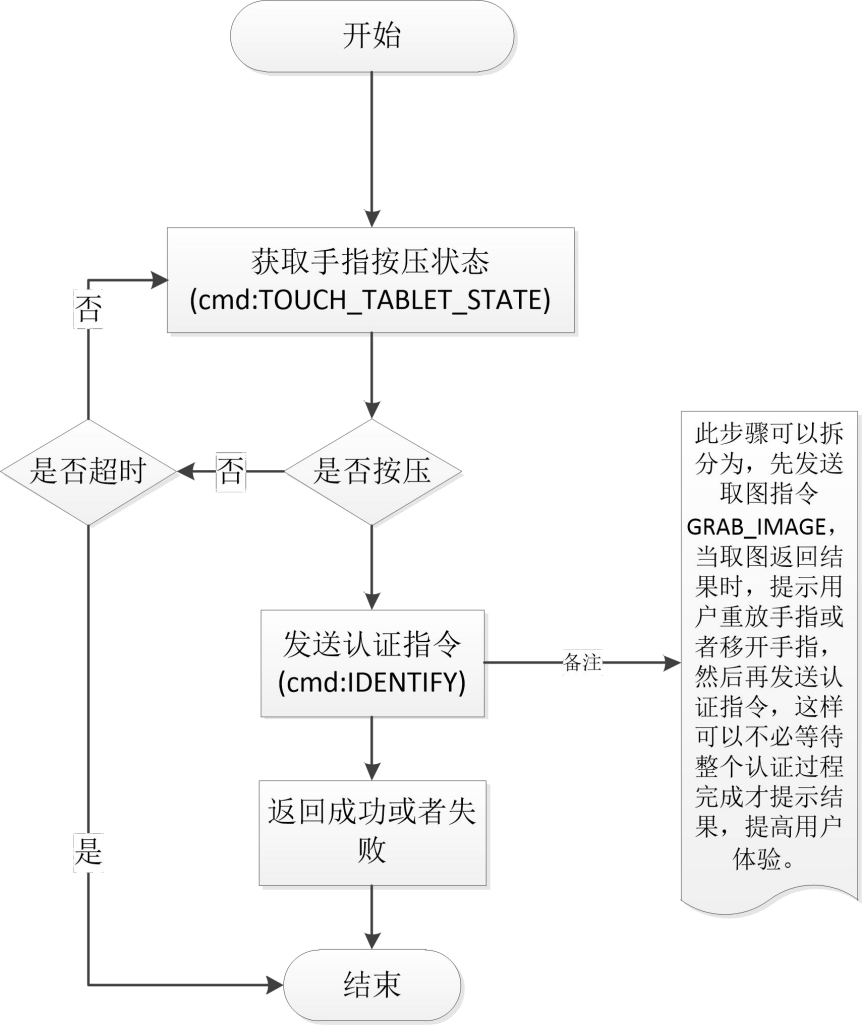 开始
获取手指按压状态
(cmd:TOUCH_TABLET_STATE)
否
是否超时
否
是否按压
发送认证指令
(cmd:IDENTIFY)
备注
此步骤可以拆
分为，先发送
取图指令
GRAB_IMAGE，
当取图返回结
果时，提示用
户重放手指或
者移开手指，
然后再发送认
证指令，这样
可以不必等待
整个认证过程
完成才提示结
果，提高用户
体验。
返回成功或者失
败
是
结束